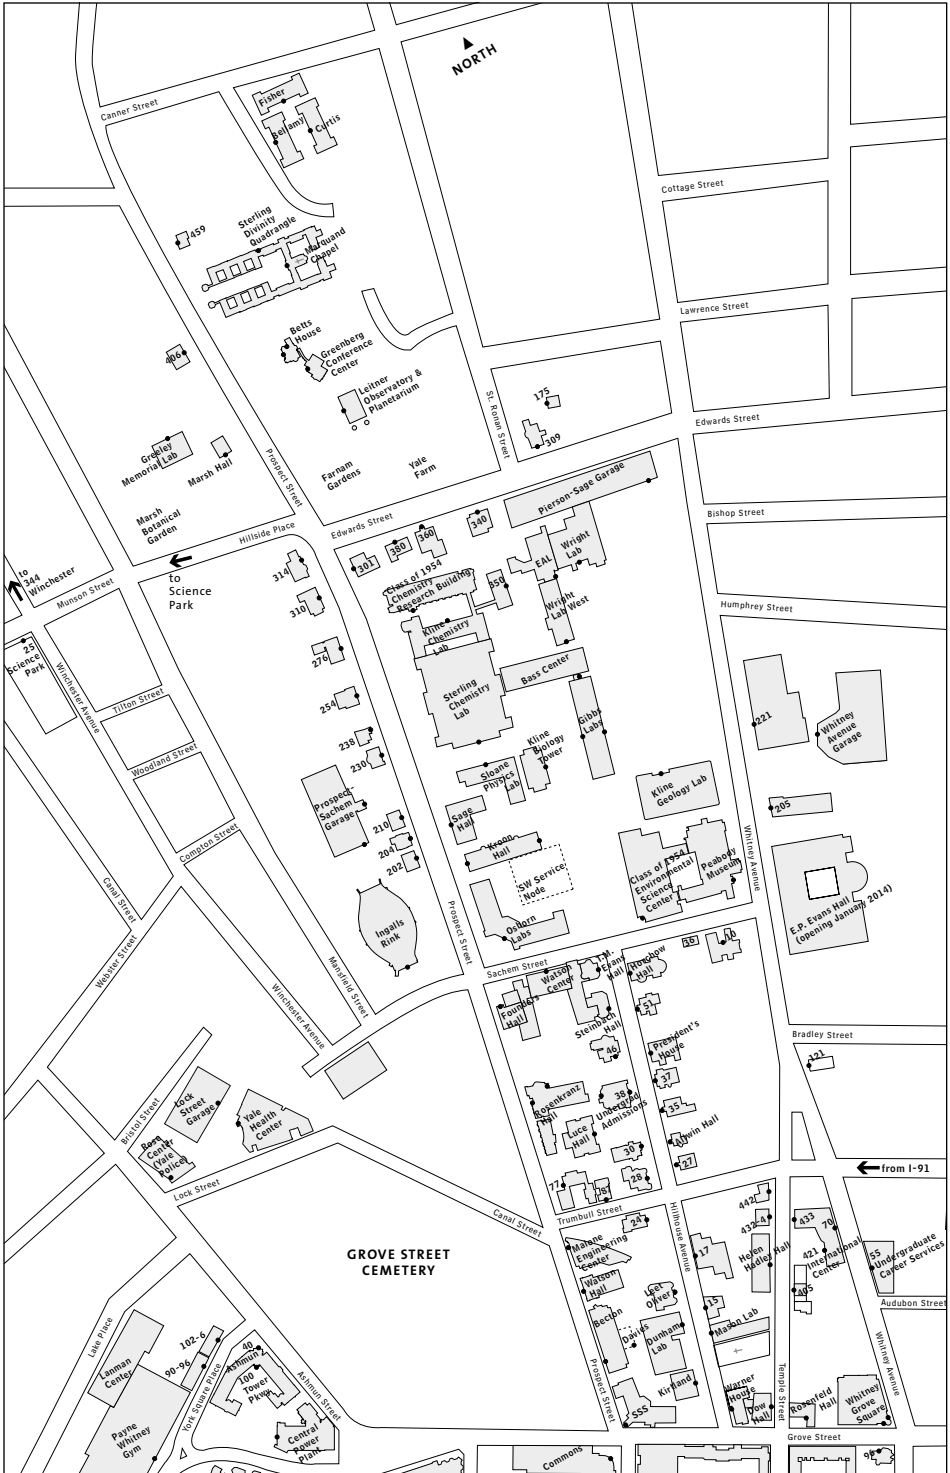 NORTH
Canner Street
Fisher
Bellamy
Curtis
Cottage Street
459
Sterling
Divinity
Quadrangle
Marquand
Chapel
Lawrence Street
Betts
House
Greenberg
Conference
Center
406
Leitner
Observatory &
Planetarium
175
309
St. Ronan Street
Edwards Street
Greeley
Memorial Lab
Marsh Hall
Prospect Street
Farnam
Gardens
Yale
Farm
Marsh
Botanical
Garden
Hillside Place
Edwards Street
Pierson-Sage Garage
Bishop Street
340
360
380
301
EAL
Wright
Lab
to
344
Winchester
to
Science
Park
Munson Street
314
310
Class of 1954
Chemistry
Research Building
350
Wright
Lab West
Humphrey Street
Kline
Chemistry
Lab
25
Science
Park
Winchester Avenue
276
Bass Center
Sterling
Chemistry
Lab
Tilton Street
254
Gibbs
Labs
221
Whitney
Avenue
Garage
238
230
Kline
Biology
Tower
Woodland Street
Sloane
Physics
Lab
Prospect-
Sachem
Garage
Kline
Geology Lab
205
210
204
202
Sage
Hall
Compton Street
Kroon
Hall
SW Service
Node
Class of 1954
Environmental
Science
Center
Peabody
Museum
Whitney Avenue
Canal Street
E.P. Evans Hall
(opening January 2014)
Ingalls
Rink
Prospect Street
Osborn
Labs
Webster Street
Mansfield Street
Winchester Avenue
Sachem Street
56
10
Watson
Center
T.M.
Evans
Hall
Horchow
Hall
Founders
Hall
51
Steinbach
Hall
46
President's
House
Bradley Street
121
37
Lock
Street
Garage
Yale
Health
Center
Bristol Street
Rose
Center
(Yale
Police)
Rosenkranz
Hall
38
Undergrad
Admissions
35
Luce
Hall
30
27
77
87
28
from I-91
Lock Street
Canal Street
Trumbull Street
24
Hillhouse Avenue
442
432-4
433
70
421
International
Center
GROVE STREET
CEMETERY
Malone
Engineering
Center
17
Helen
Hadley Hall
55
Undergraduate
Career Services
Watson
Hall
Leet
Oliver
15
405
Audubon Street
Lake Place
Becton
Davies
Dunham
Lab
Mason Lab
102-6
90-96
Lanman
Center
York Square Place
40
Ashmun
100
Tower
Pkwy
Ashmun Street
Prospect Street
Temple Street
Whitney Avenue
Kirtland
Warner
House
Dow
Hall
Rosenfeld
Hall
Whitney
Grove
Square
SSS
Payne
Whitney
Gym
Central
Power
Plant
Grove Street
Commons